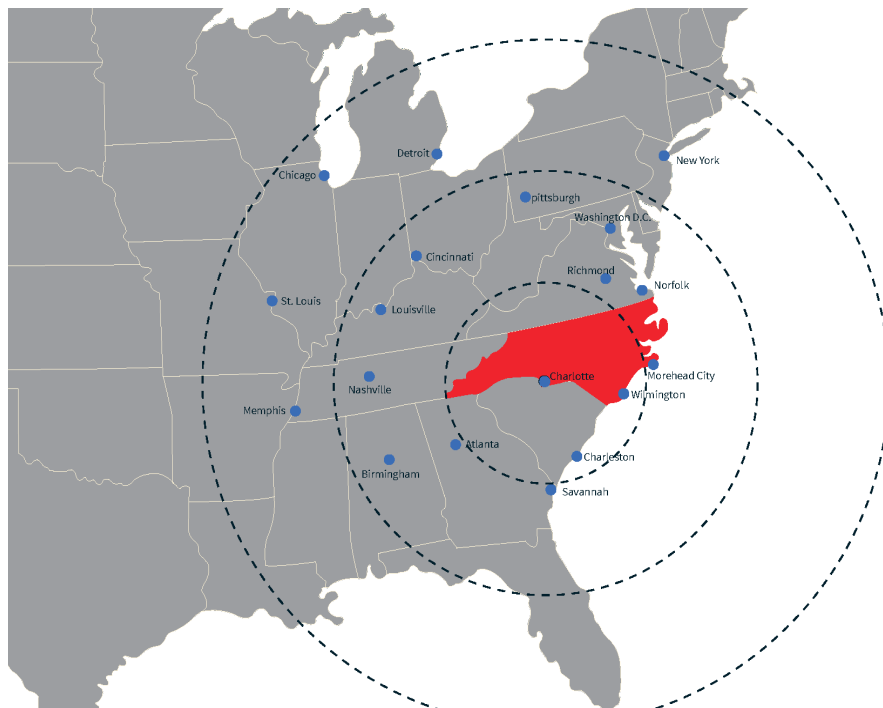 Detroit
New York
Chicago
pittsburgh
Washington D.C.
Cincinnati
Richmond
Norfolk
St. Louis
Louisville
Charlotte
Morehead City
Nashville
Wilmington
Memphis
Atlanta
Charleston
Birmingham
Savannah